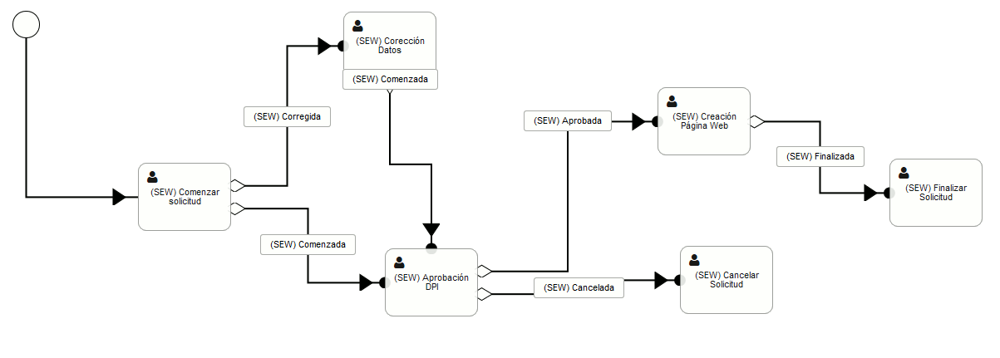 (SEW) Corección
Datos
(SEW) Comenzada
(SEW) Corregida
(SEW) Aprobada
(SEW) Creación
Página Web
(SEW) Finalizada
(SEW) Comenzar
solicitud
(SEW) Finalizar
Solicitud
(SEW) Comenzada
(SEW) Aprobación
DPI
(SEW) Cancelada
(SEW) Cancelar
Solicitud